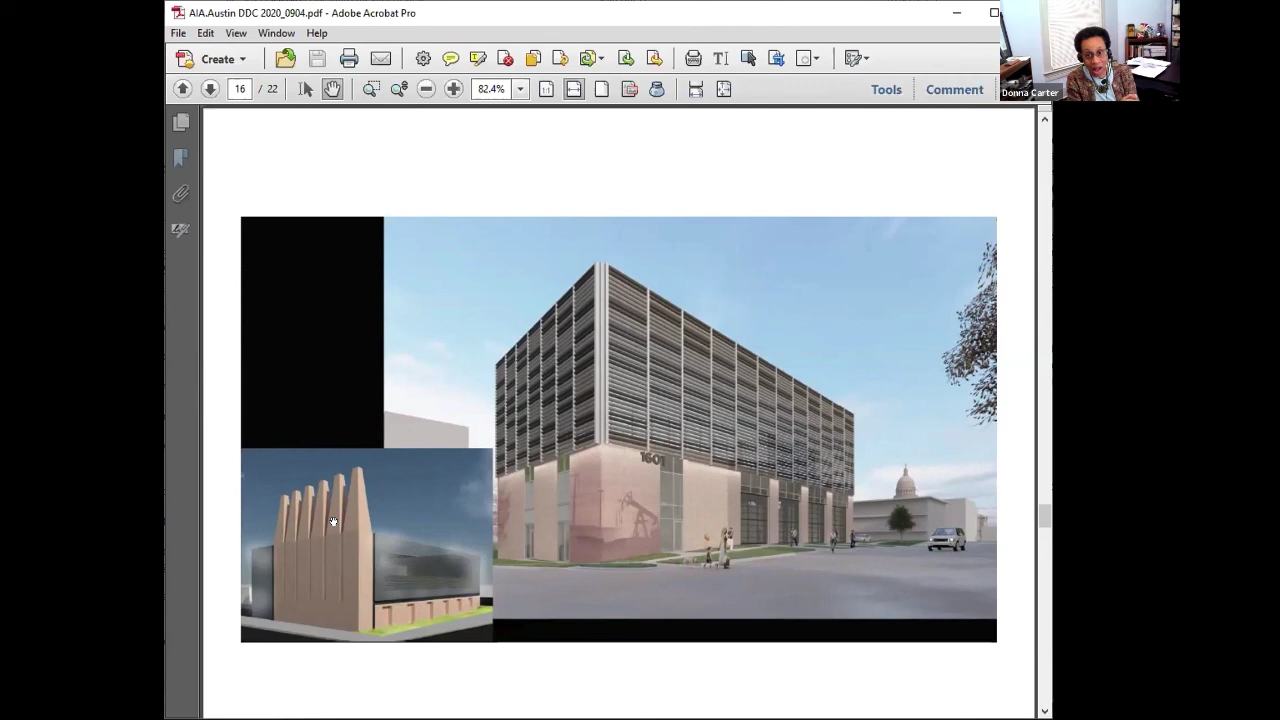 AIA.Austin DDC 2020_0904.pdf - Adobe Acrobat Pro
File Edit View Window Help
Create
16 / 22 82.4% Tools Comment
Donna Carter
1601